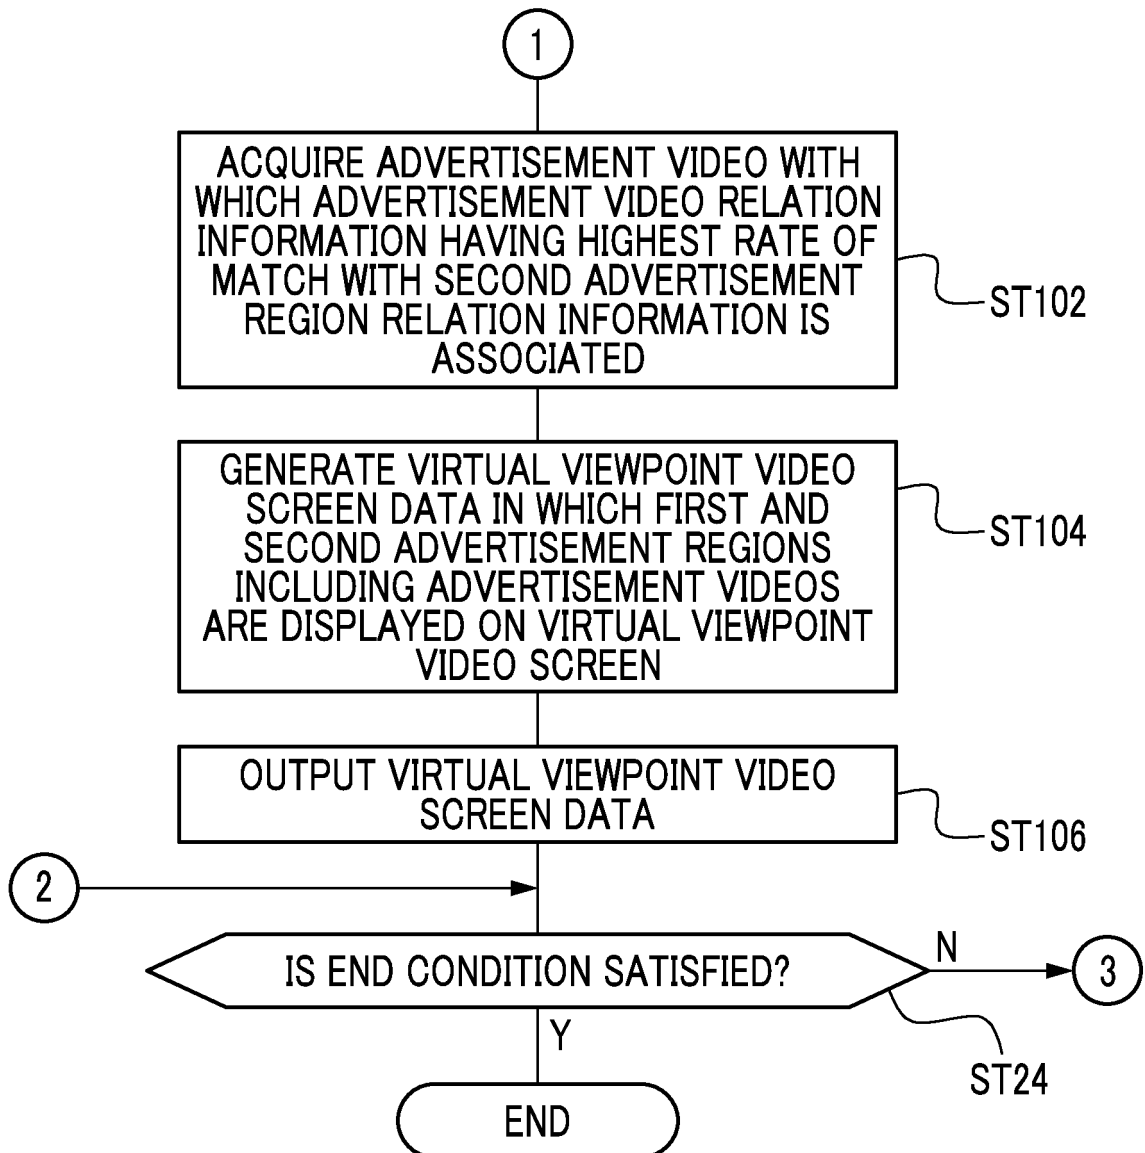 1
ACQUIRE ADVERTISEMENT VIDEO WITH
WHICH ADVERTISEMENT VIDEO RELATION
INFORMATION HAVING HIGHEST RATE OF
MATCH WITH SECOND ADVERTISEMENT
REGION RELATION INFORMATION IS
ASSOCIATED
ST102
GENERATE VIRTUAL VIEWPOINT VIDEO
SCREEN DATA IN WHICH FIRST AND
SECOND ADVERTISEMENT REGIONS
INCLUDING ADVERTISEMENT VIDEOS
ARE DISPLAYED ON VIRTUAL VIEWPOINT
VIDEO SCREEN
ST104
OUTPUT VIRTUAL VIEWPOINT VIDEO
SCREEN DATA
ST106
2
IS END CONDITION SATISFIED?
N
3
Y
ST24
END